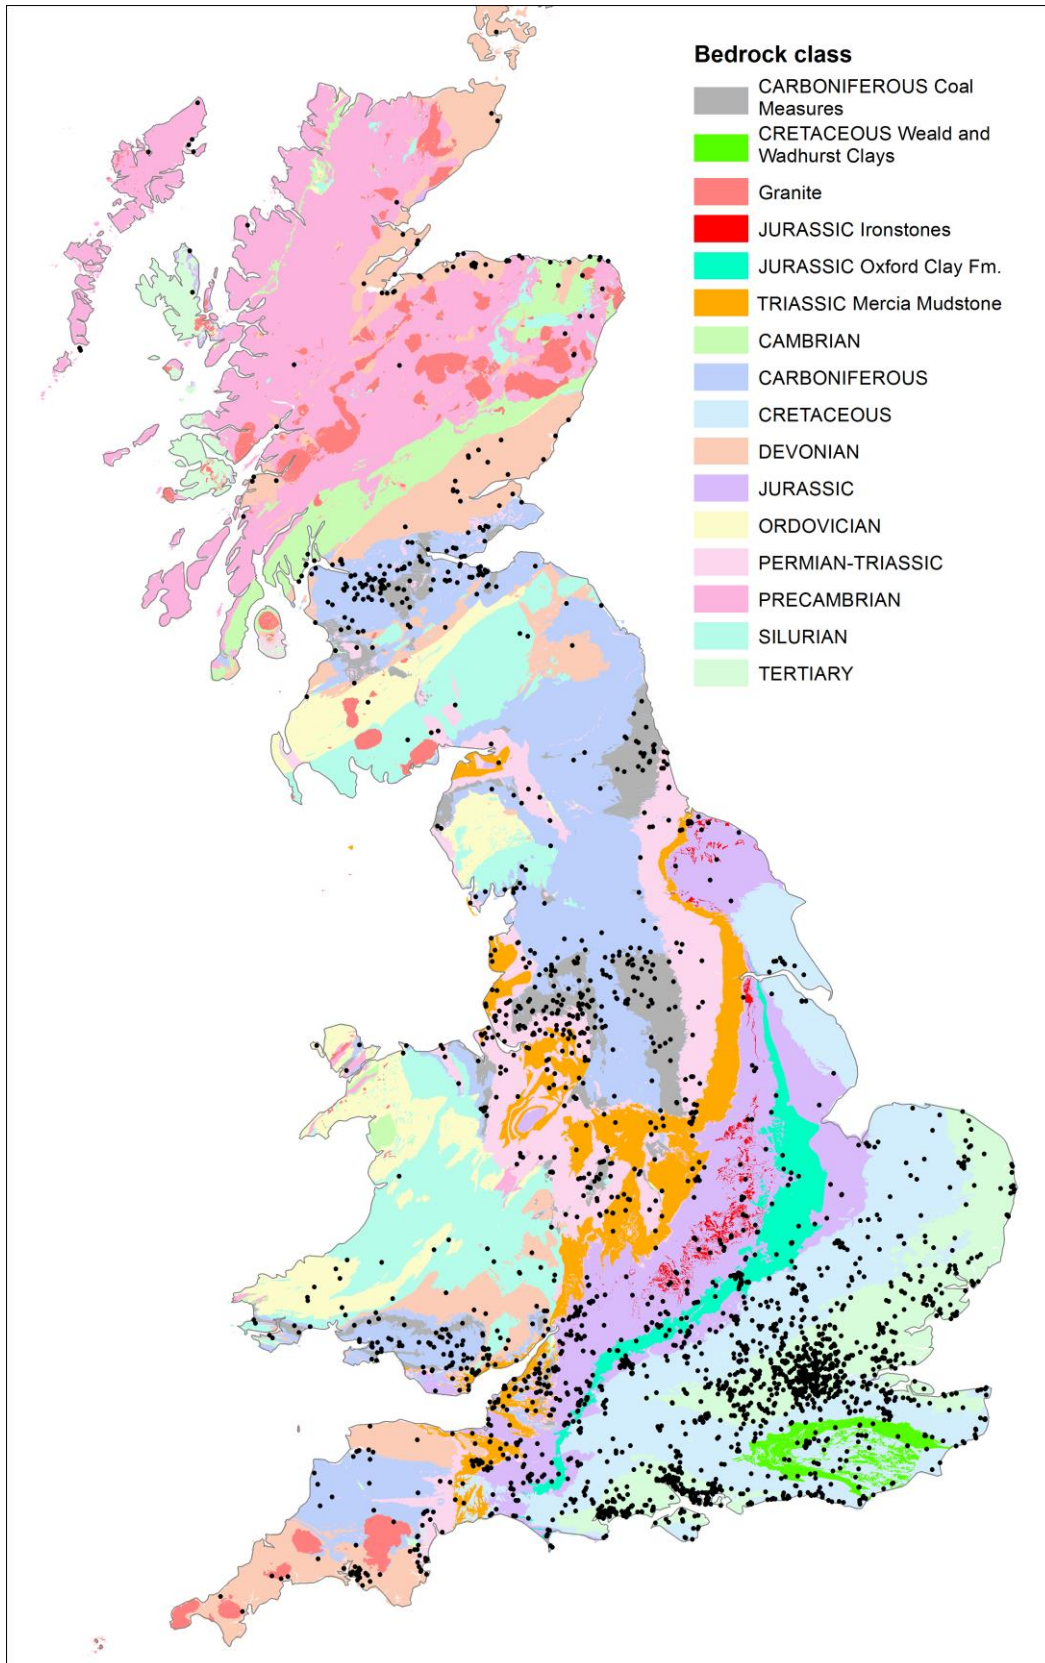 Bedrock class
CARBONIFEROUS Coal
Measures
CRETACEOUS Weald and
Wadhurst Clays
Granite
JURASSIC Ironstones
JURASSIC Oxford Clay Fm.
TRIASSIC Mercia Mudstone
CAMBRIAN
CARBONIFEROUS
CRETACEOUS
DEVONIAN
JURASSIC
ORDOVICIAN
PERMIAN-TRIASSIC
PRECAMBRIAN
SILURIAN
TERTIARY